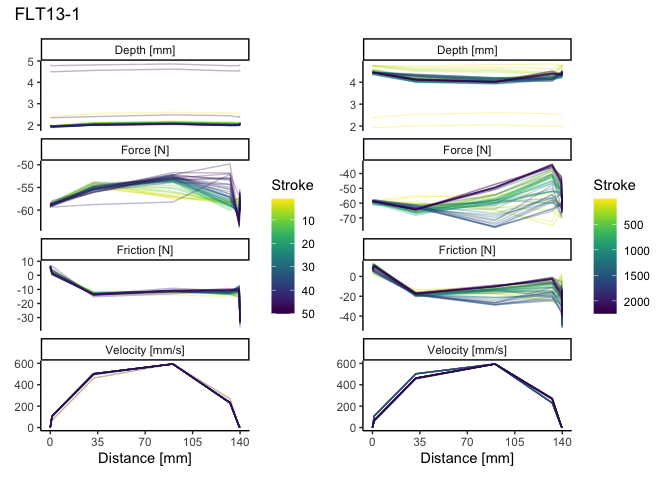 FLT13-1
Depth [mm]
5
4
3
2
Force [N]
-50
-55
-60
Friction [N]
10
0
-10
-20
-30
Velocity [mm/s]
600
400
200
0
0 35 70 105 140
Distance [mm]
Stroke
10
20
30
40
50
Depth [mm]
4
3
2
Force [N]
-40
-50
-60
-70
Friction [N]
0
-20
-40
Velocity [mm/s]
600
400
200
0
0 35 70 105 140
Distance [mm]
Stroke
500
1000
1500
2000